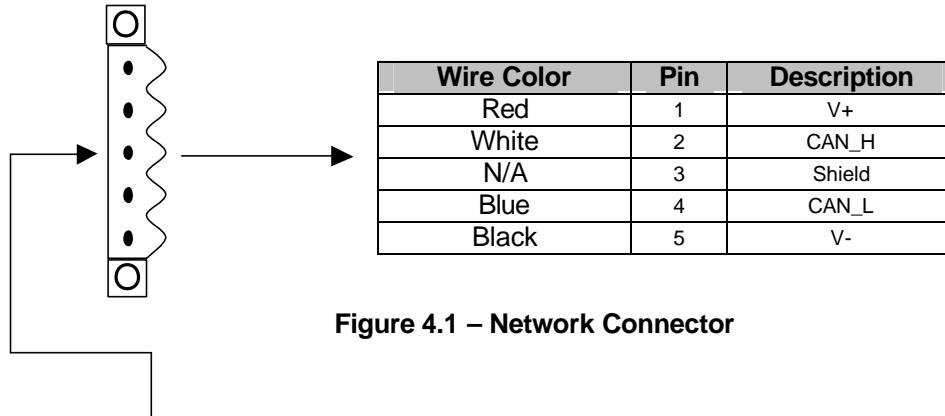 Wire Color Pin Description
Red 1 V+
White 2 CAN_H
N/A 3 Shield
Blue 4 CAN_L
Black 5 V-
Figure 4.1 – Network Connector